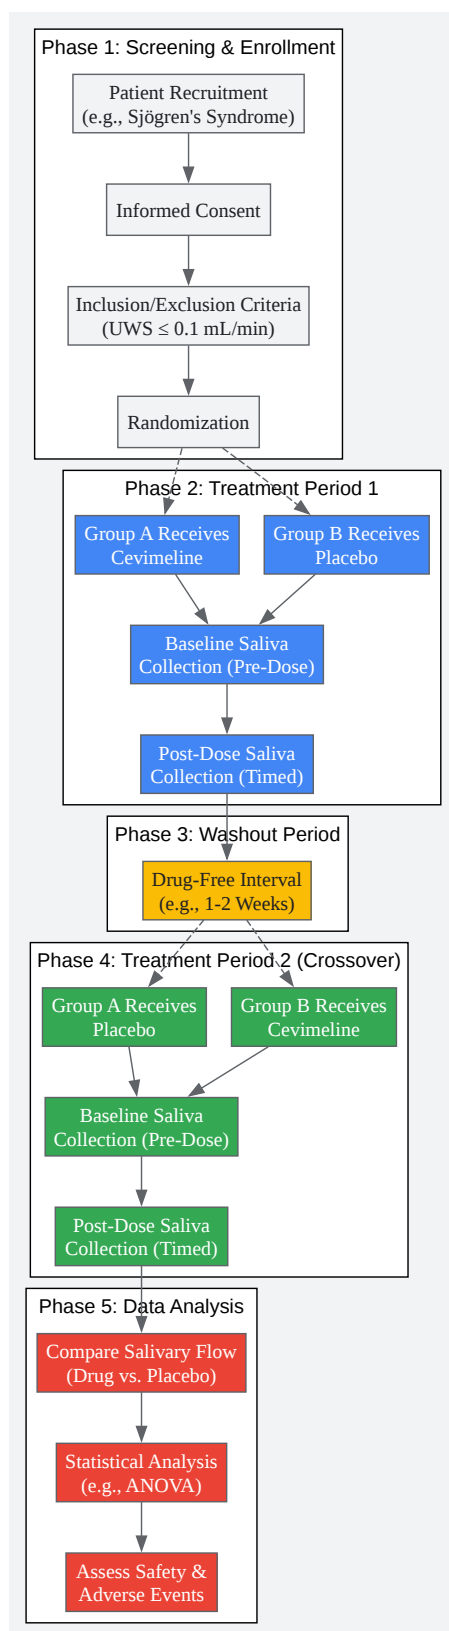 Phase 1: Screening & Enrollment
Patient Recruitment
(e.g., Sjögren's Syndrome)
Informed Consent
Inclusion/Exclusion Criteria
(UWS ≤ 0.1 mL/min)
Randomization
Phase 2: Treatment Period 1
Group A Receives
Cevimeline
Group B Receives
Placebo
Baseline Saliva
Collection (Pre-Dose)
Post-Dose Saliva
Collection (Timed)
Phase 3: Washout Period
Drug-Free Interval
(e.g., 1-2 Weeks)
Phase 4: Treatment Period 2 (Crossover)
Group A Receives
Placebo
Group B Receives
Cevimeline
Baseline Saliva
Collection (Pre-Dose)
Post-Dose Saliva
Collection (Timed)
Phase 5: Data Analysis
Compare Salivary Flow
(Drug vs. Placebo)
Statistical Analysis
(e.g., ANOVA)
Assess Safety &
Adverse Events